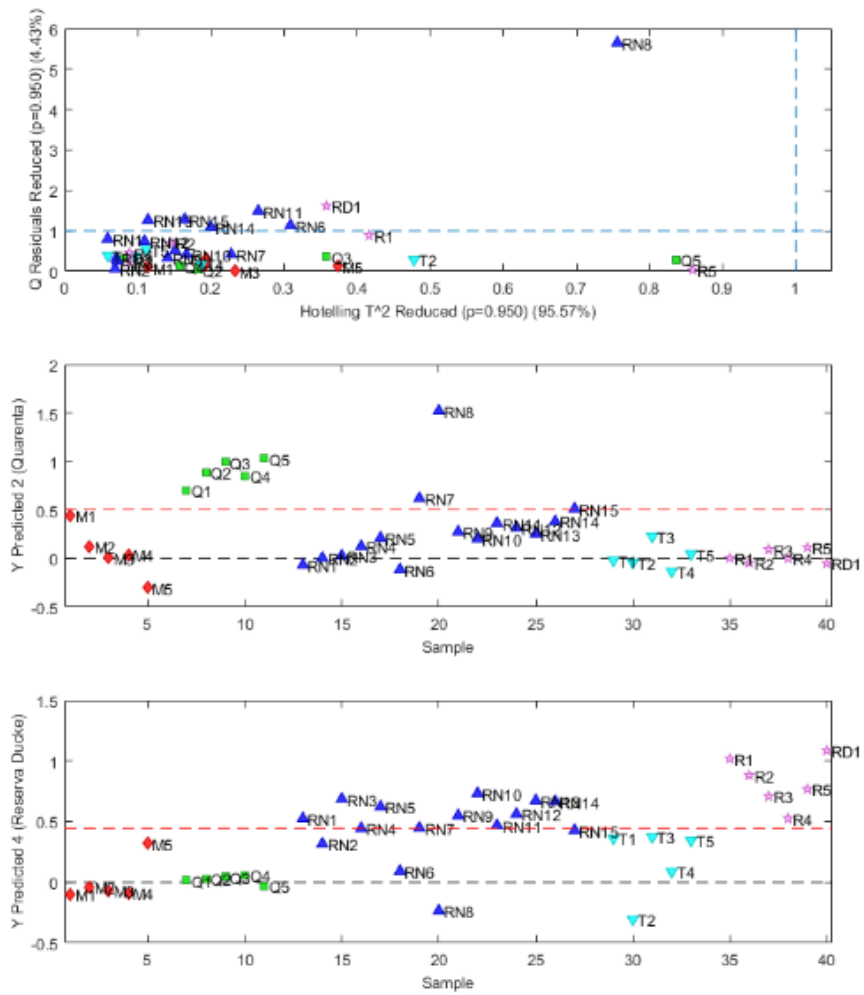 Q Residuals Reduced (p=0.950) (4.43%)
6
5
4
3
2
1
0
RN8
RN11
RD1
RN15
RN14
RN6
R1
RN7
Q3
T2
M5
M3
Q2
M1
Q5
R5
0 0.1 0.2 0.3 0.4 0.5 0.6 0.7 0.8 0.9 1
Hotelling T^2 Reduced (p=0.950) (95.57%)
Y Predicted 2 (Quarenta)
2
1.5
1
0.5
0
-0.5
M1
M2
M3
M4
M5
Q1
Q2
Q3
Q4
Q5
RN1
RN2
RN3
RN4
RN5
RN6
RN7
RN8
RN9
RN10
RN11
RN12
RN13
RN14
RN15
T1
T2
T3
T4
T5
R1
R2
R3
R4
R5
RD1
5 10 15 20 25 30 35 40
Sample
Y Predicted 4 (Reserva Ducke)
1.5
1
0.5
0
-0.5
M1
M2
M3
M4
M5
Q1
Q2
Q3
Q4
Q5
RN1
RN2
RN3
RN4
RN5
RN6
RN7
RN8
RN9
RN10
RN11
RN12
RN14
RN15
T1
T2
T3
T4
T5
R1
R2
R3
R4
R5
RD1
5 10 15 20 25 30 35 40
Sample